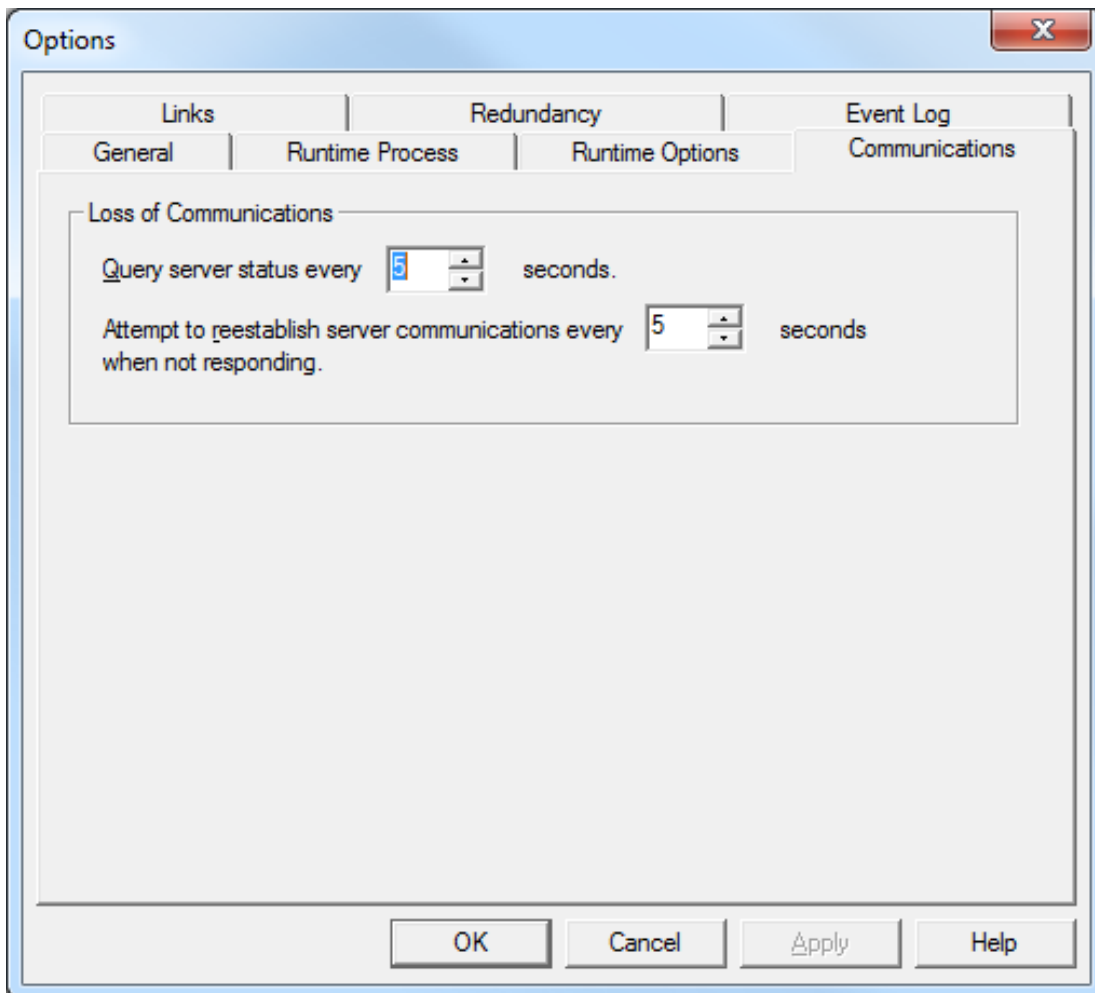 Options
Links Redundancy Event Log
General Runtime Process Runtime Options Communications
Loss of Communications
Query server status every 5 seconds.
Attempt to reestablish server communications every 5 seconds
when not responding.
OK Cancel Apply Help